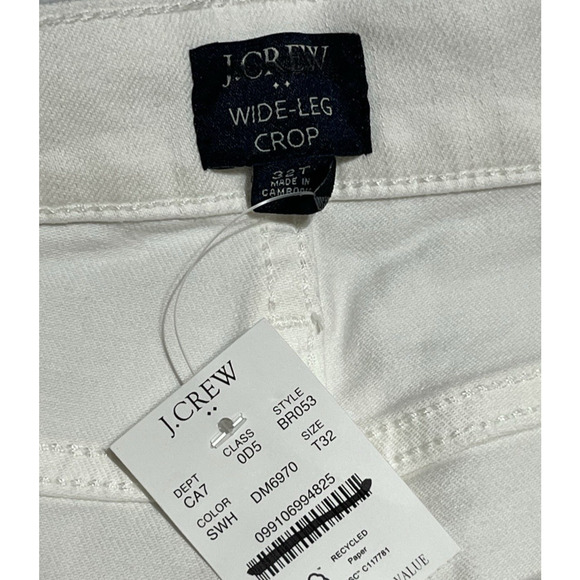 J.CREW
WIDE-LEG
CROP
32T
MADE IN
J.CREW
DEPT CLASS STYLE
CA7 0D5 BR053
COLOR SIZE
SWH DM6970 T32
099106994825
RECYCLED
Paper
C117781
VALUE